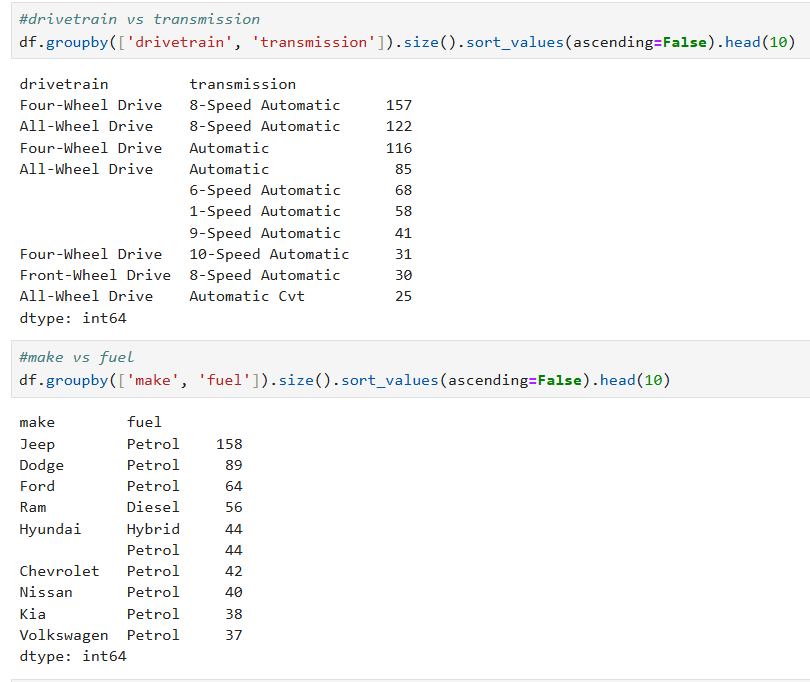 #drivetrain vs transmission
df.groupby(['drivetrain', 'transmission']).size().sort_values(ascending=False).head(10)
drivetrain         transmission
Four-Wheel Drive   8-Speed Automatic     157
All-Wheel Drive    8-Speed Automatic     122
Four-Wheel Drive   Automatic             116
All-Wheel Drive    Automatic              85
                   6-Speed Automatic      68
                   1-Speed Automatic      58
                   9-Speed Automatic      41
Four-Wheel Drive   10-Speed Automatic     31
Front-Wheel Drive  8-Speed Automatic      30
All-Wheel Drive    Automatic Cvt          25
dtype: int64
#make vs fuel
df.groupby(['make', 'fuel']).size().sort_values(ascending=False).head(10)
make        fuel
Jeep        Petrol    158
Dodge       Petrol     89
Ford        Petrol     64
Ram         Diesel     56
Hyundai     Hybrid     44
            Petrol     44
Chevrolet   Petrol     42
Nissan      Petrol     40
Kia         Petrol     38
Volkswagen  Petrol     37
dtype: int64